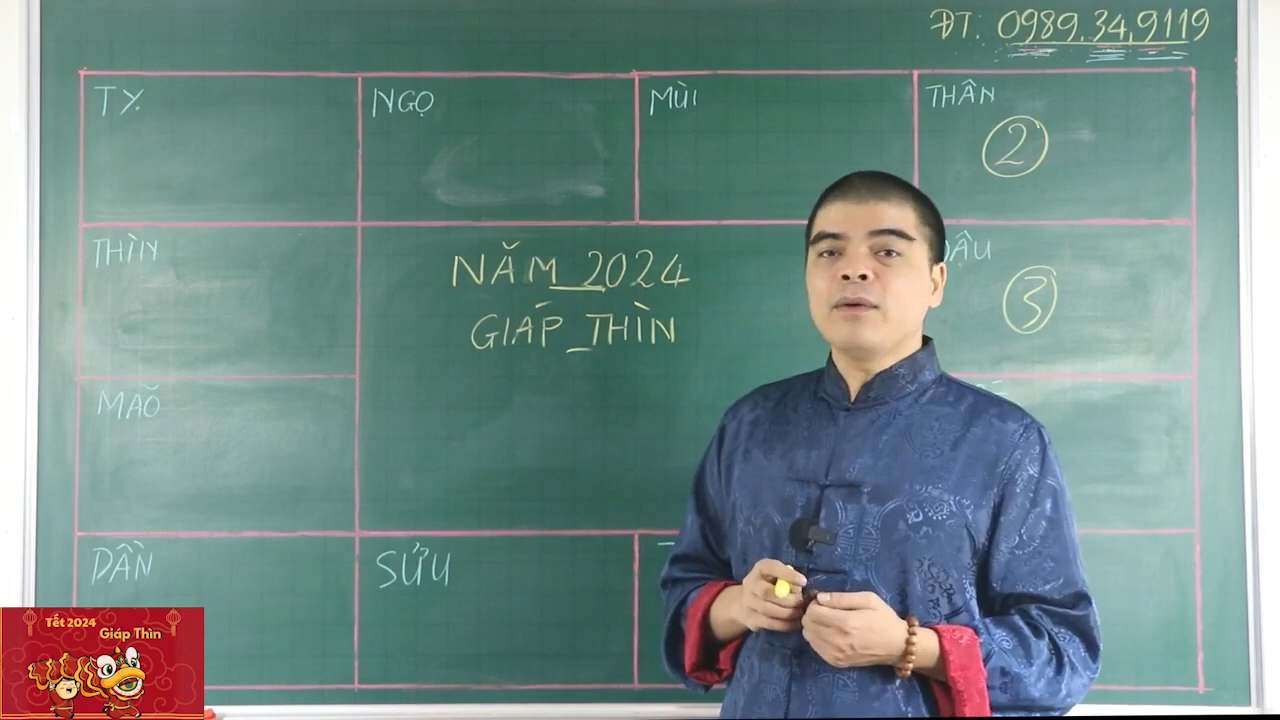 ĐT: 0989.34.9119
TỴ
NGỌ
MÙI
THÂN
2
THÌN
DẬU
3
NĂM 2024
GIÁP THÌN
MÃO
DẦN
SỬU
Tết 2024
Giáp Thìn